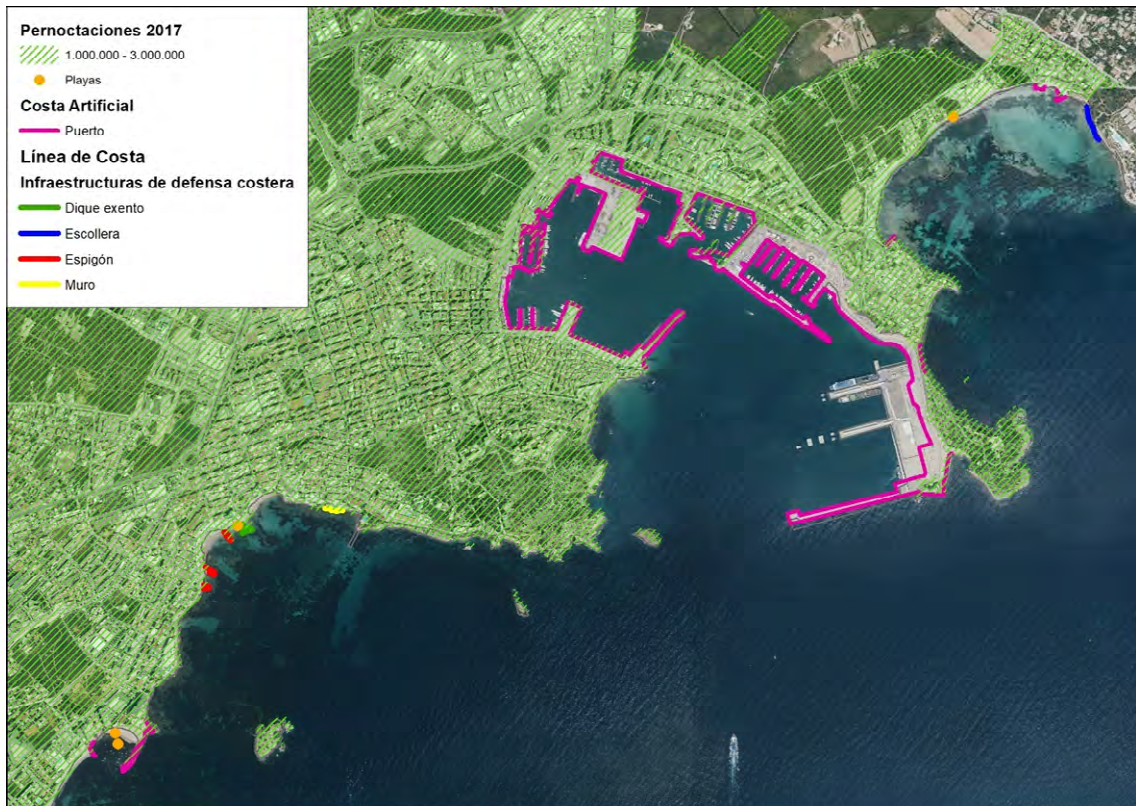 Pernoctaciones 2017
1.000.000 - 3.000.000
Playas
Costa Artificial
Puerto
Línea de Costa
Infraestructuras de defensa costera
Dique exento
Escollera
Espigón
Muro